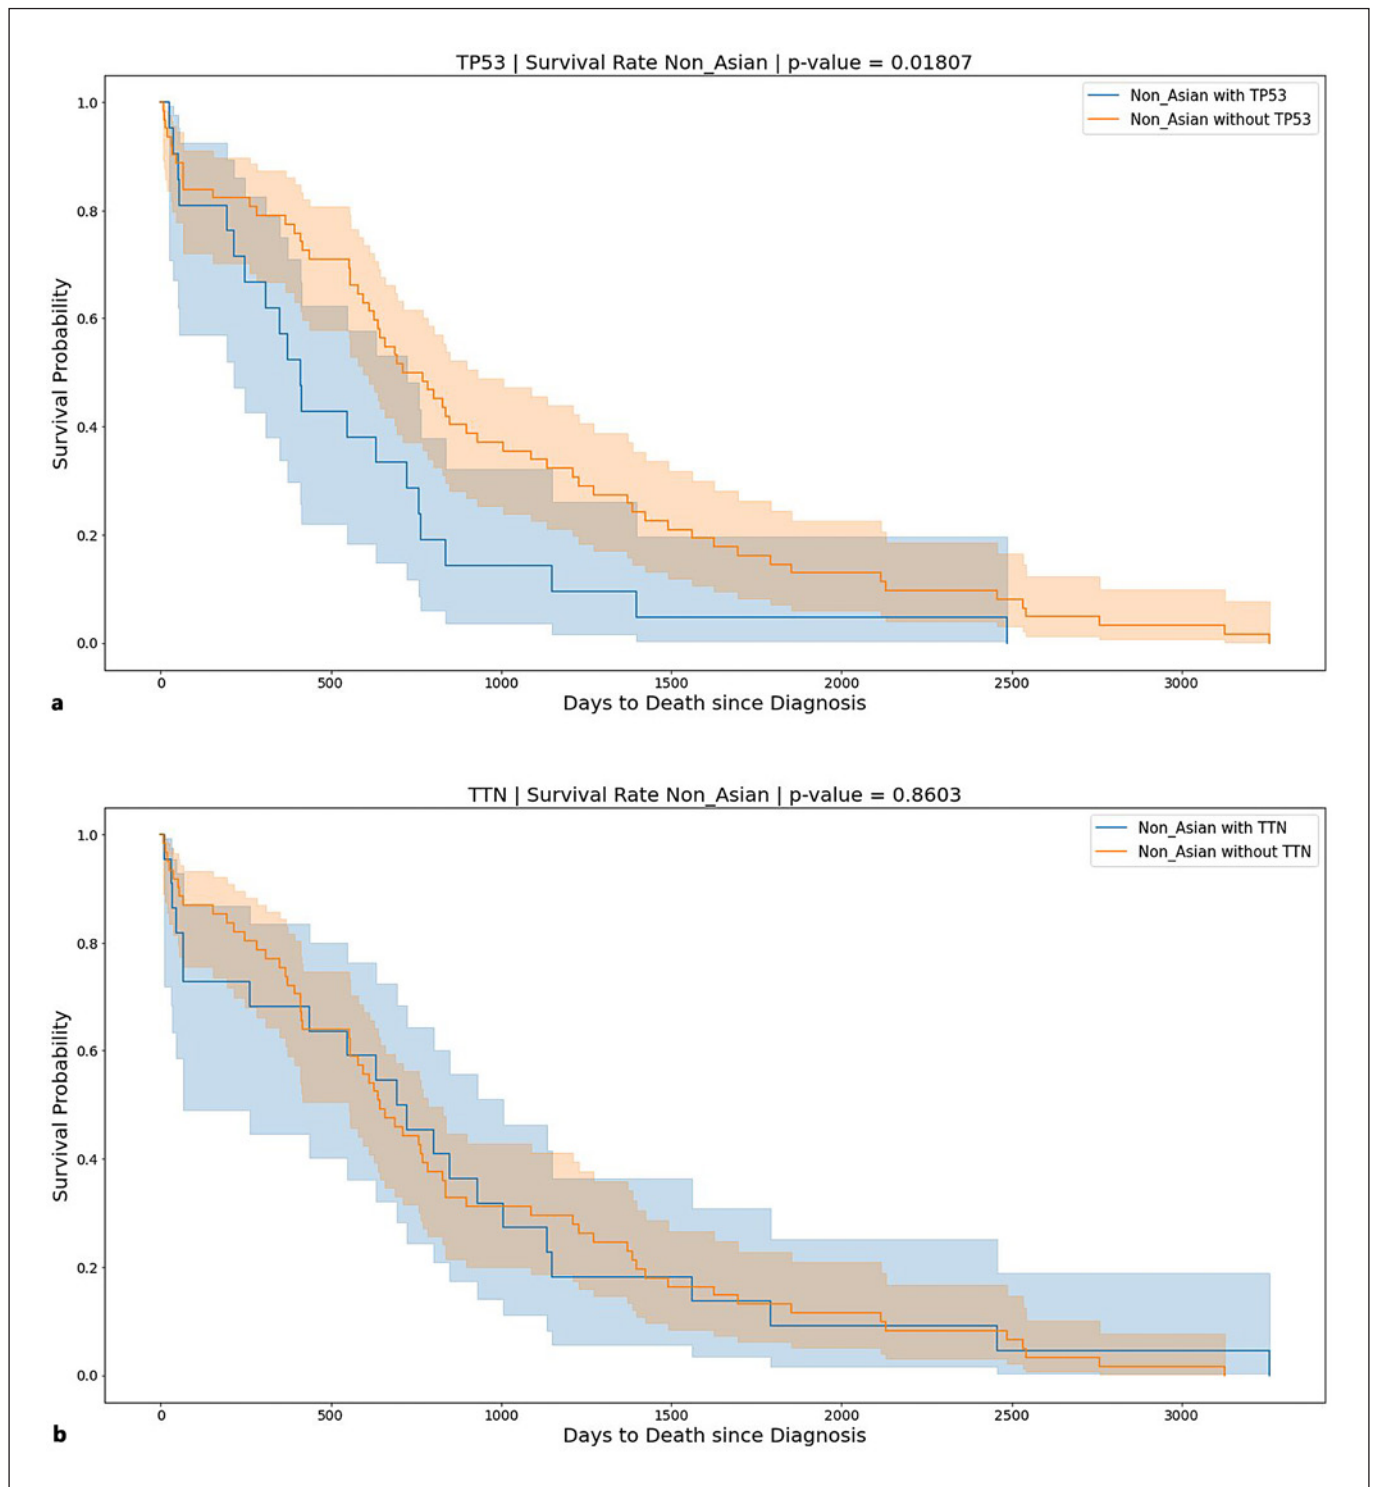 TP53 | Survival Rate Non_Asian | p-value = 0.01807
Non_Asian with TP53
Non_Asian without TP53
1.0
0.8
0.6
0.4
0.2
0.0
Survival Probability
0 500 1000 1500 2000 2500 3000
Days to Death since Diagnosis
a
TTN | Survival Rate Non_Asian | p-value = 0.8603
Non_Asian with TTN
Non_Asian without TTN
1.0
0.8
0.6
0.4
0.2
0.0
Survival Probability
0 500 1000 1500 2000 2500 3000
Days to Death since Diagnosis
b